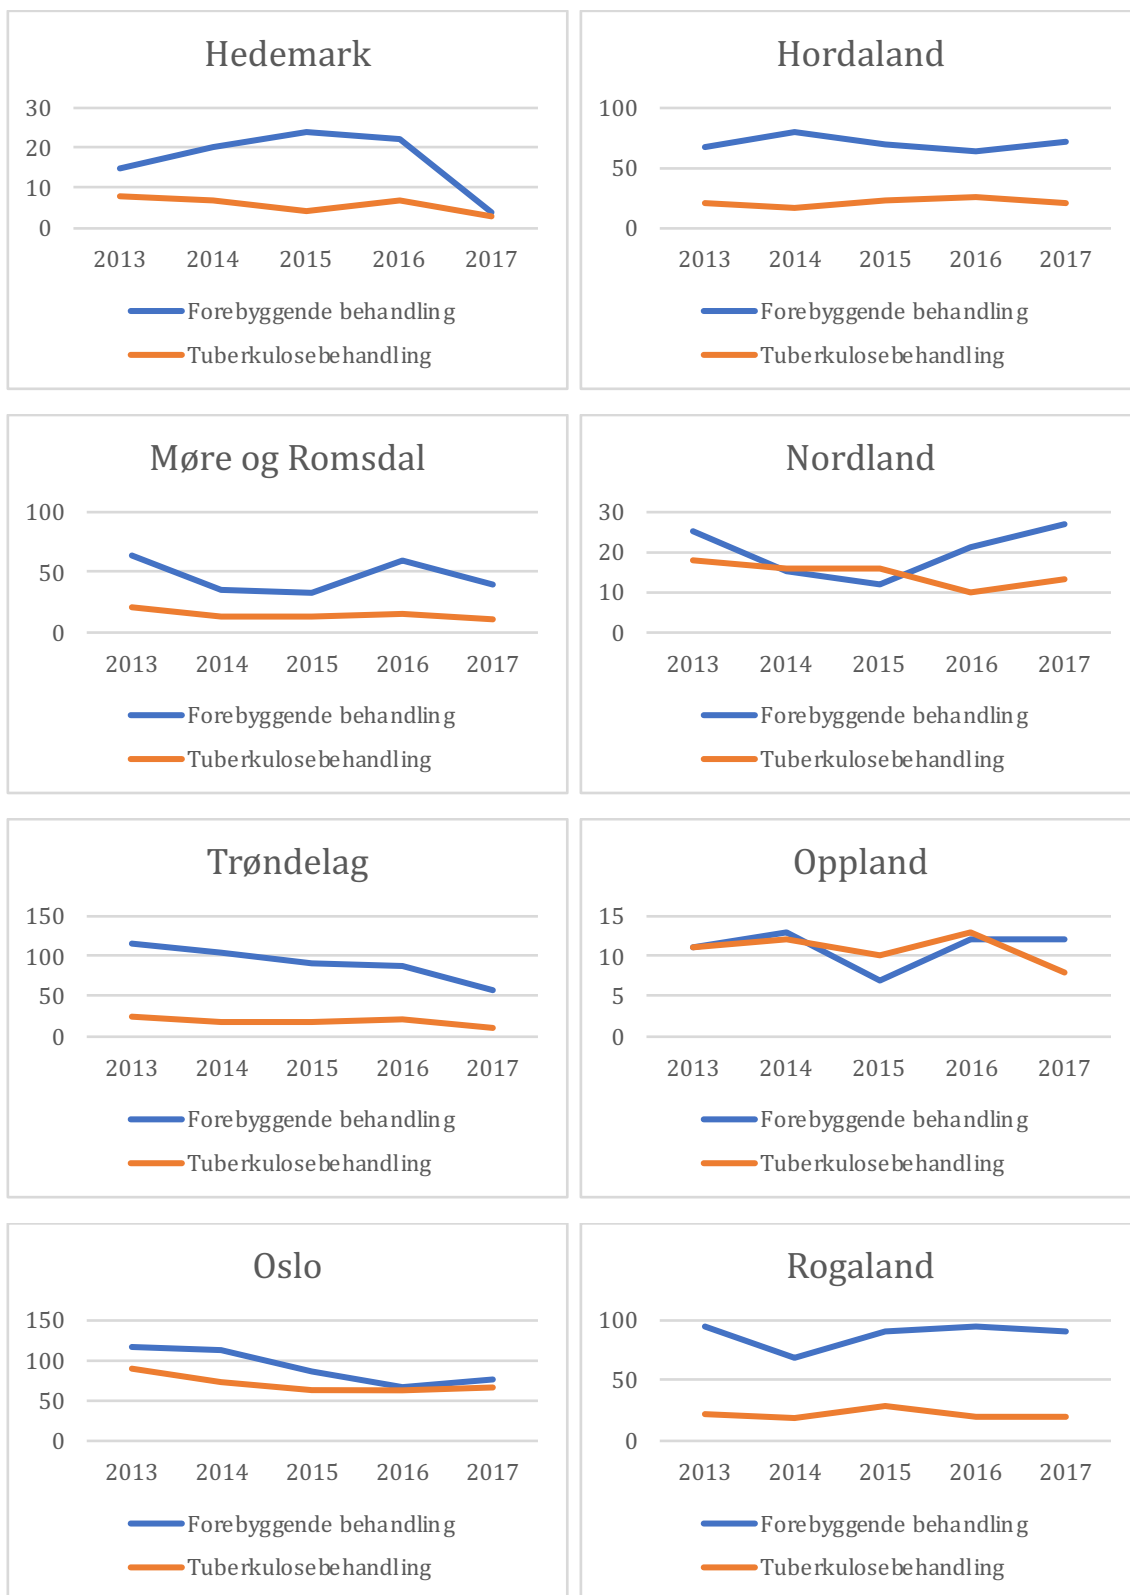 Hedemark
30
20
10
0
2013 2014 2015 2016 2017
Forebyggende behandling
Tuberkulosebehandling
Hordaland
100
50
0
2013 2014 2015 2016 2017
Forebyggende behandling
Tuberkulosebehandling
Møre og Romsdal
100
50
0
2013 2014 2015 2016 2017
Forebyggende behandling
Tuberkulosebehandling
Nordland
30
20
10
0
2013 2014 2015 2016 2017
Forebyggende behandling
Tuberkulosebehandling
Trøndelag
150
100
50
0
2013 2014 2015 2016 2017
Forebyggende behandling
Tuberkulosebehandling
Oppland
15
10
5
0
2013 2014 2015 2016 2017
Forebyggende behandling
Tuberkulosebehandling
Oslo
150
100
50
0
2013 2014 2015 2016 2017
Forebyggende behandling
Tuberkulosebehandling
Rogaland
100
50
0
2013 2014 2015 2016 2017
Forebyggende behandling
Tuberkulosebehandling